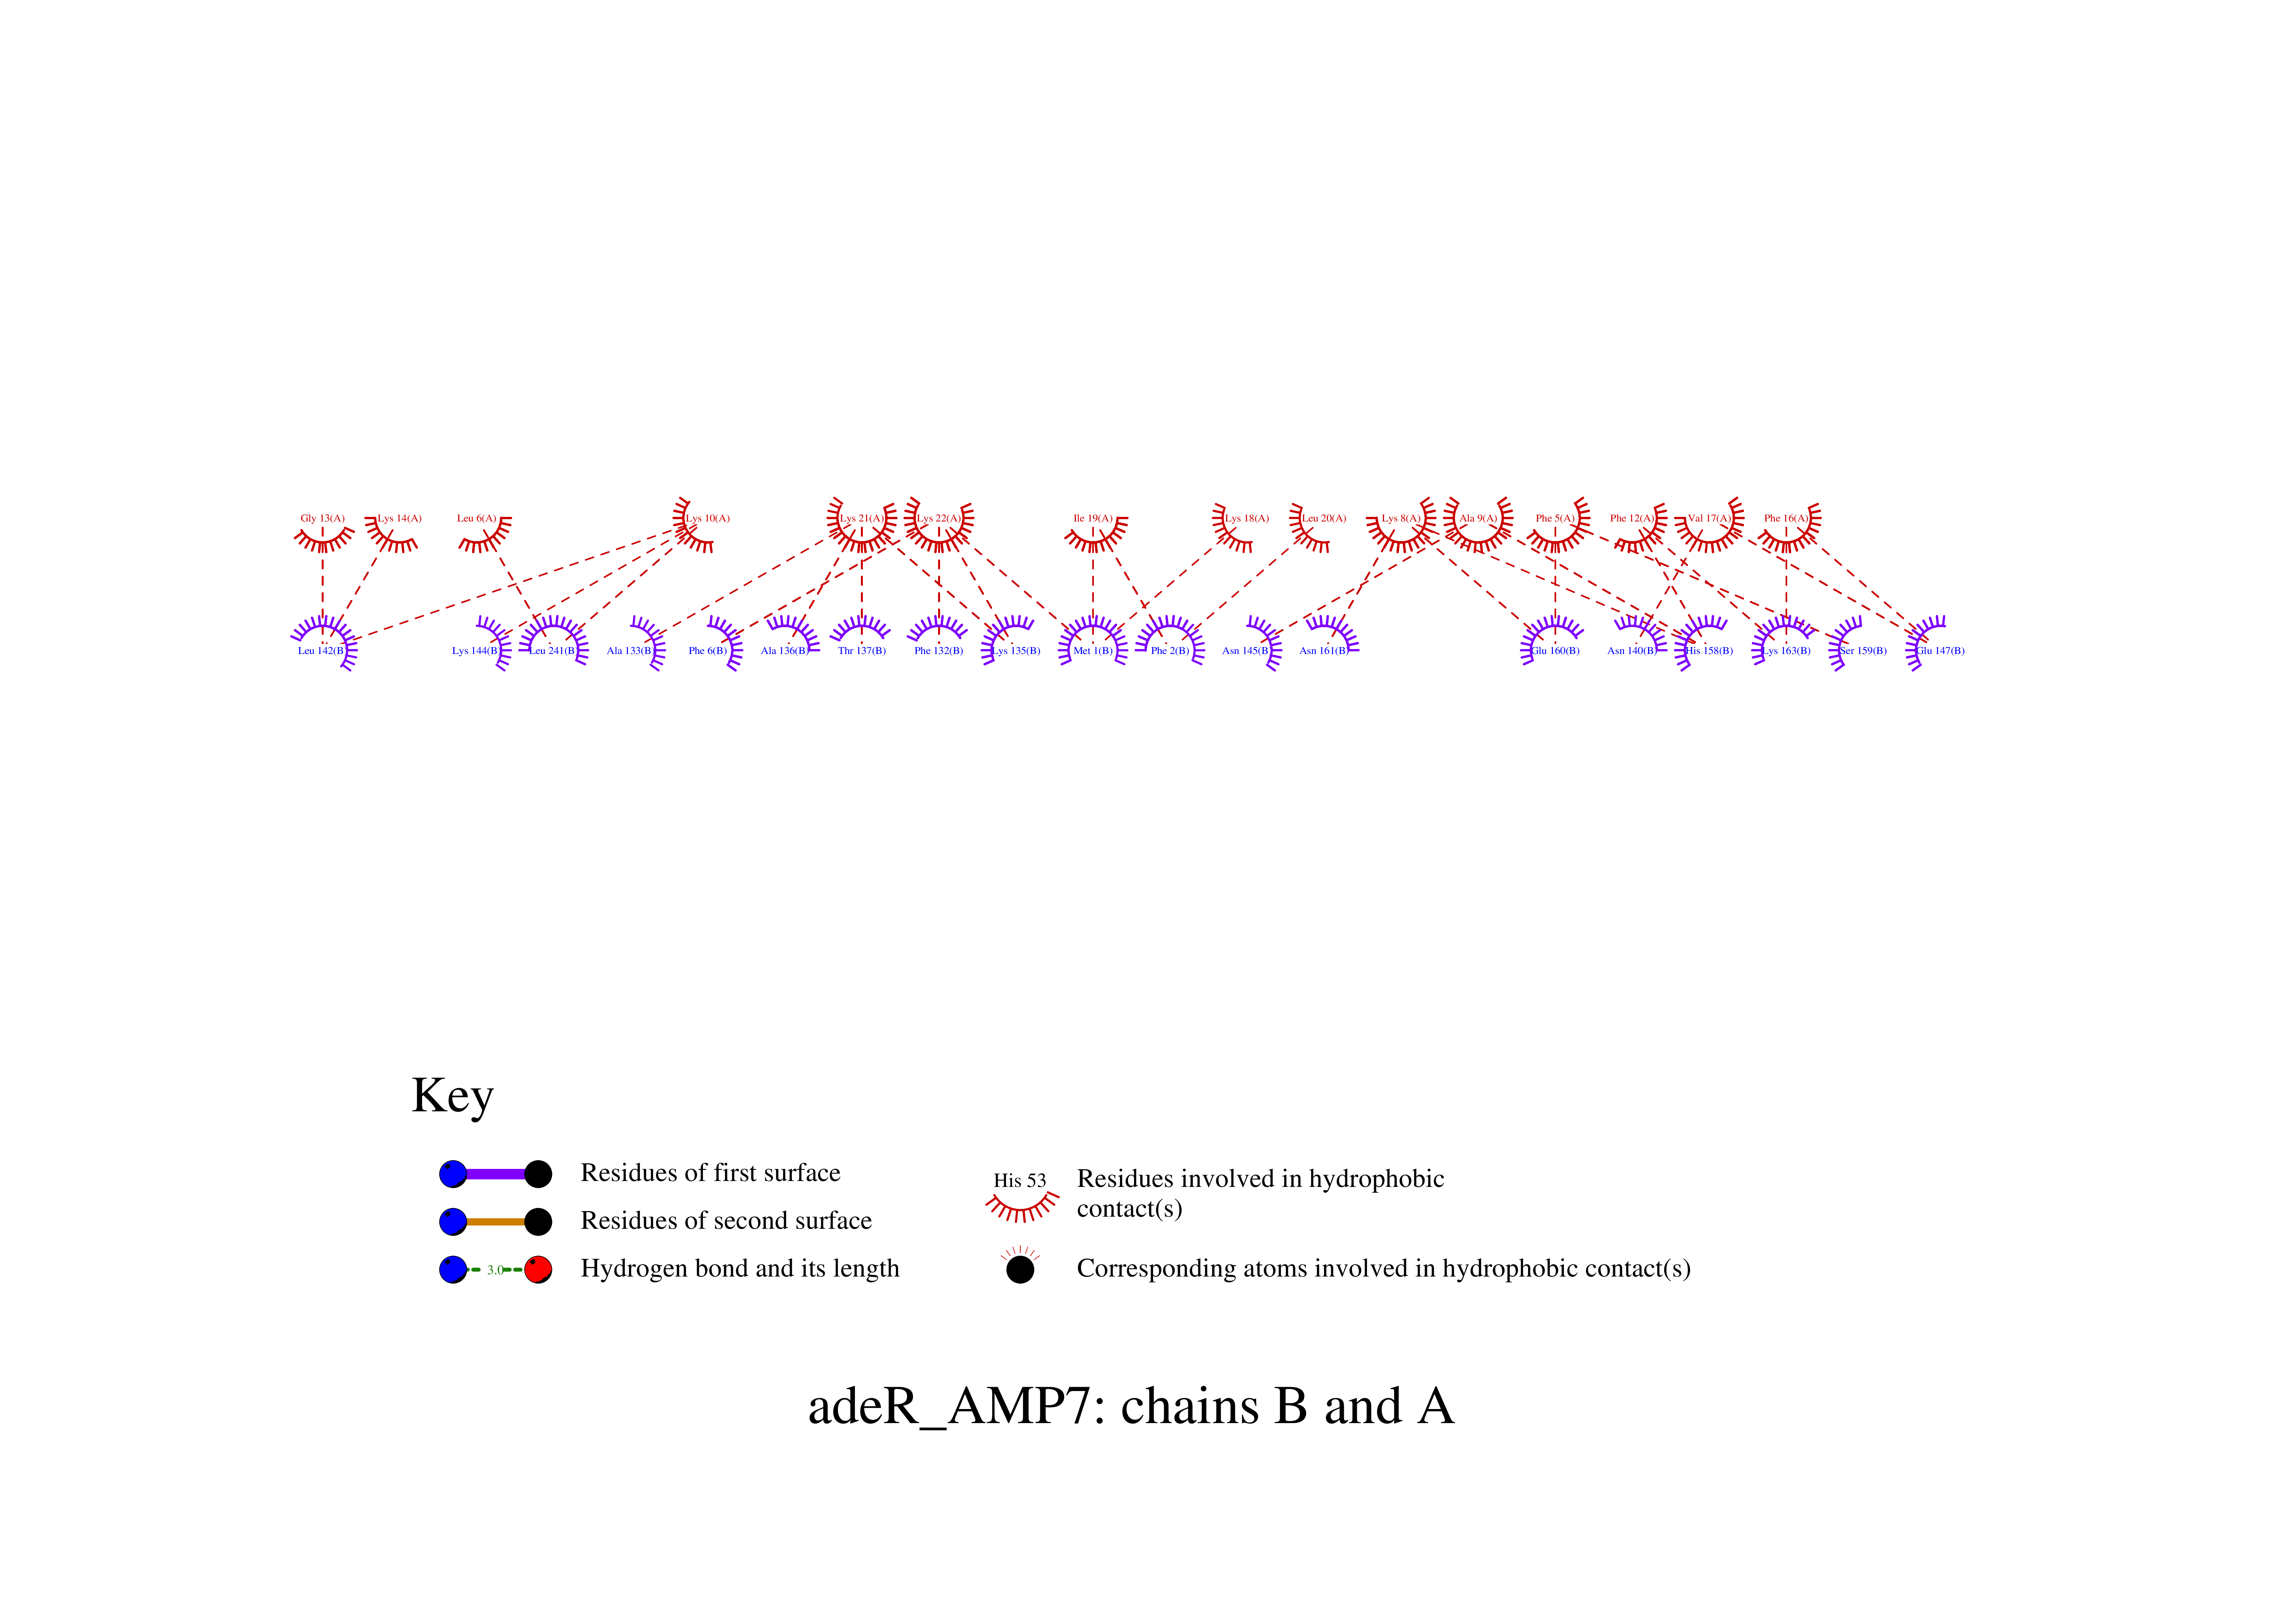 Gly 13(A) Lys 14(A) Leu 6(A) Lys 10(A) Lys 21(A) Lys 22(A) Ile 19(A) Lys 18(A) Leu 20(A) Lys 8(A) Ala 9(A) Phe 5(A) Phe 12(A) Val 17(A) Phe 16(A)
Leu 142(B) Lys 144(B) Leu 241(B) Ala 133(B) Phe 6(B) Ala 136(B) Thr 137(B) Phe 132(B) Lys 135(B) Met 1(B) Phe 2(B) Asn 145(B) Asn 161(B) Glu 160(B) Asn 140(B) His 158(B) Lys 163(B) Ser 159(B) Glu 147(B)
Key
Residues of first surface
Residues of second surface
3.0 Hydrogen bond and its length
His 53 Residues involved in hydrophobic
contact(s)
Corresponding atoms involved in hydrophobic contact(s)
adeR_AMP7: chains B and A